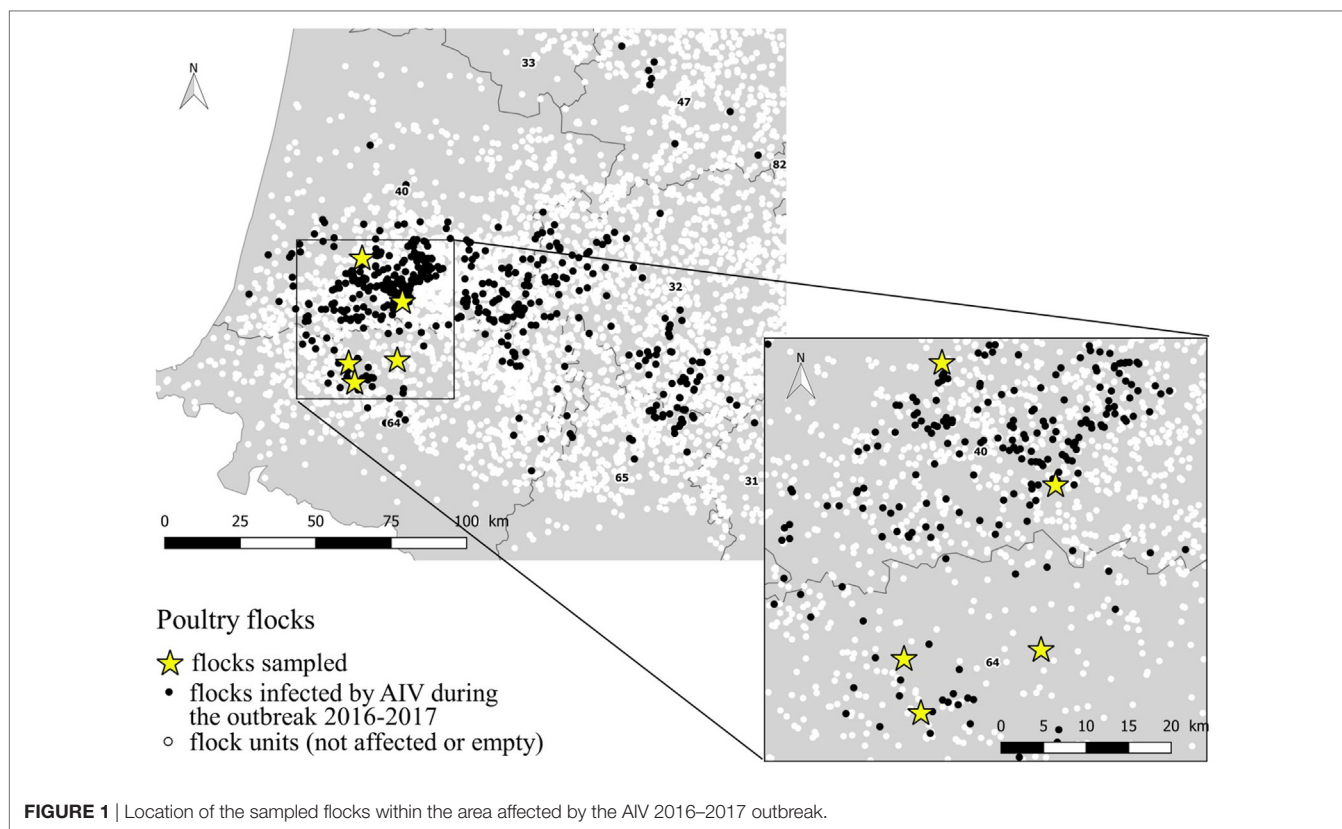 33
N
47
82
40
32
64
65
31
0 25 50 75 100 km
N
40
64
0 5 10 15 20 km
Poultry flocks
flocks sampled
flocks infected by AIV during
the outbreak 2016-2017
flock units (not affected or empty)
FIGURE 1 | Location of the sampled flocks within the area affected by the AIV 2016–2017 outbreak.